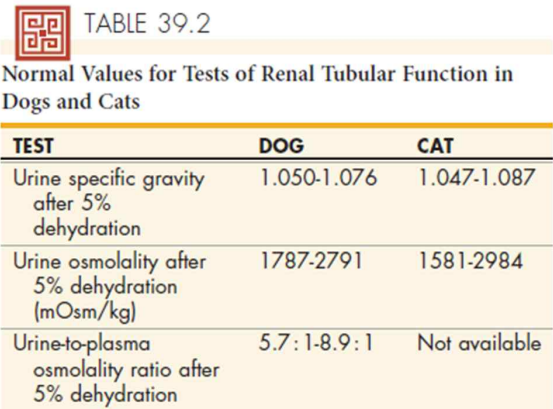 TABLE 39.2
Normal Values for Tests of Renal Tubular Function in
Dogs and Cats
TEST DOG CAT
Urine specific gravity 1.050-1.076 1.047-1.087
after 5%
dehydration
Urine osmolality after 1787-2791 1581-2984
5% dehydration
(mOsm/kg)
Urine-to-plasma 5.7:1-8.9:1 Not available
osmolality ratio after
5% dehydration